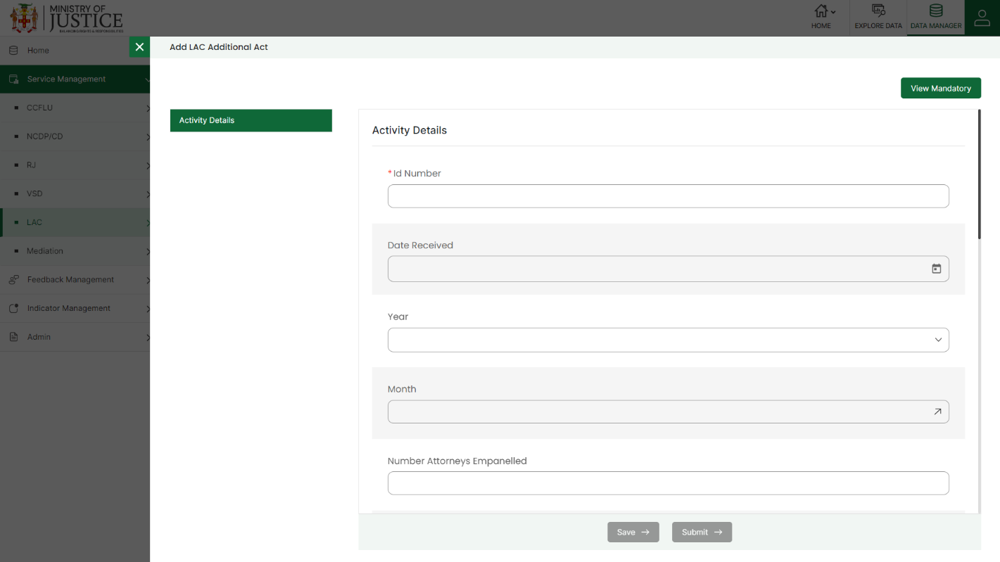 MINISTRY OF
JUSTICE
BALANCING RIGHTS & RESPONSIBILITIES
HOME
EXPLORE DATA
DATA MANAGER
Home
Add LAC Additional Act
Service Management
View Mandatory
CCFLU
NCDP/CD
RJ
VSD
LAC
Mediation
Feedback Management
Indicator Management
Admin
Activity Details
Activity Details
* Id Number
Date Received
Year
Month
Number Attorneys Empanelled
Save
Submit